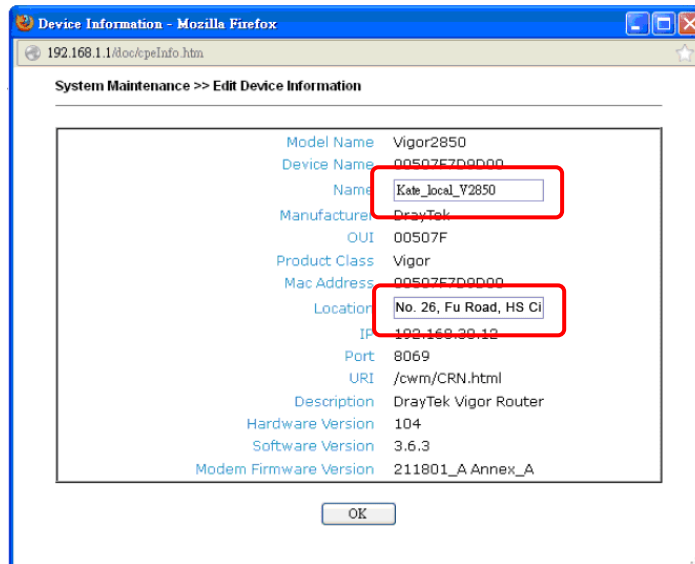 Device Information - Mozilla Firefox
192.168.1.1/doc/cpeInfo.htm
System Maintenance >> Edit Device Information
Model Name Vigor2850
Device Name 00507F7D9D00
Name Kate_local_V2850
Manufacturer DrayTek
OUI 00507F
Product Class Vigor
Mac Address 00507F7D9D00
Location No. 26, Fu Road, HS Ci
IP 192.168.30.12
Port 8069
URI /cwm/CRN.html
Description DrayTek Vigor Router
Hardware Version 104
Software Version 3.6.3
Modem Firmware Version 211801_A Annex_A
OK